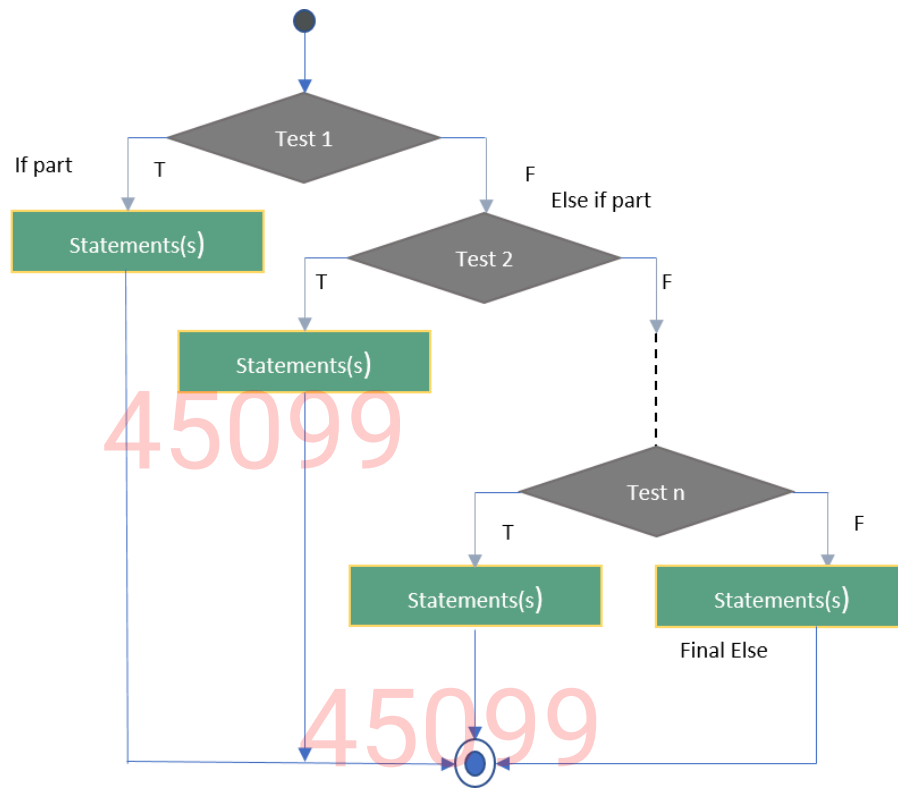 Test 1
If part
T
F
Else if part
Statements(s)
Test 2
T
F
Statements(s)
45099
Test n
T
F
Statements(s)
Statements(s)
Final Else
45099